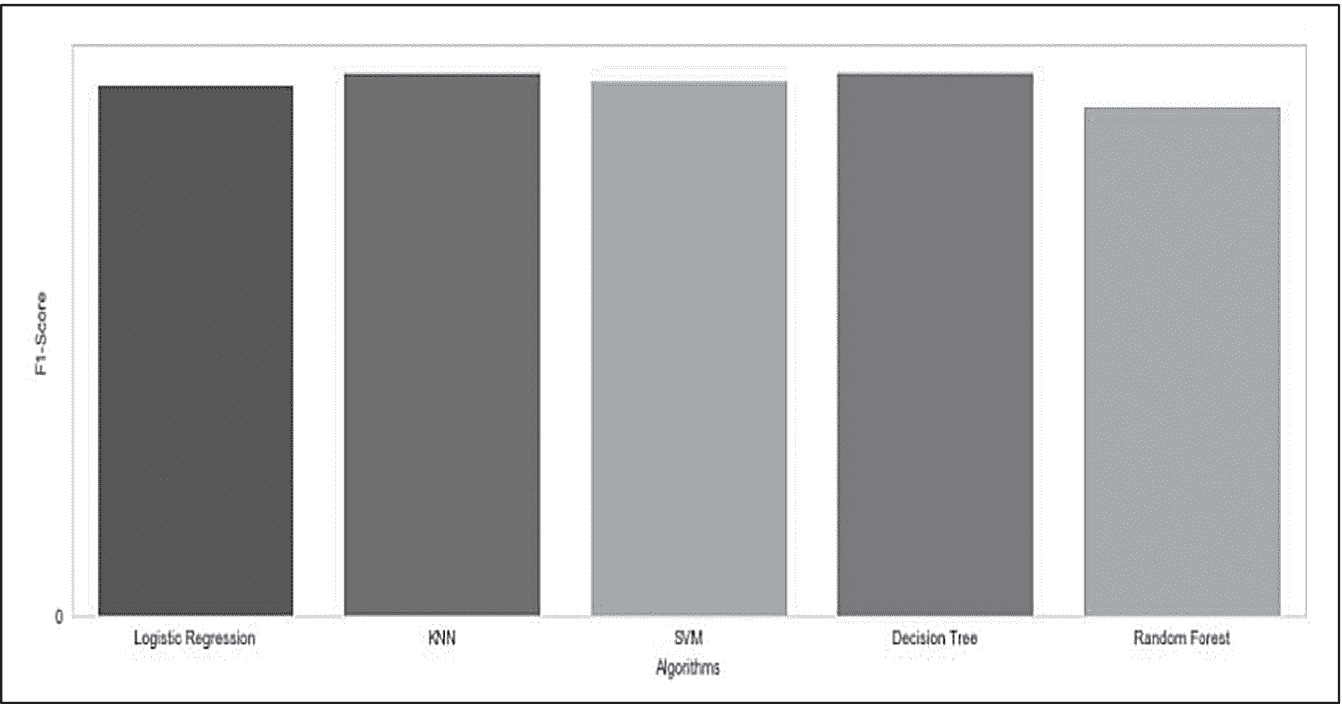 F1-Score
0
Logistic Regression
KNN
SVM
Decision Tree
Random Forest
Algorithms